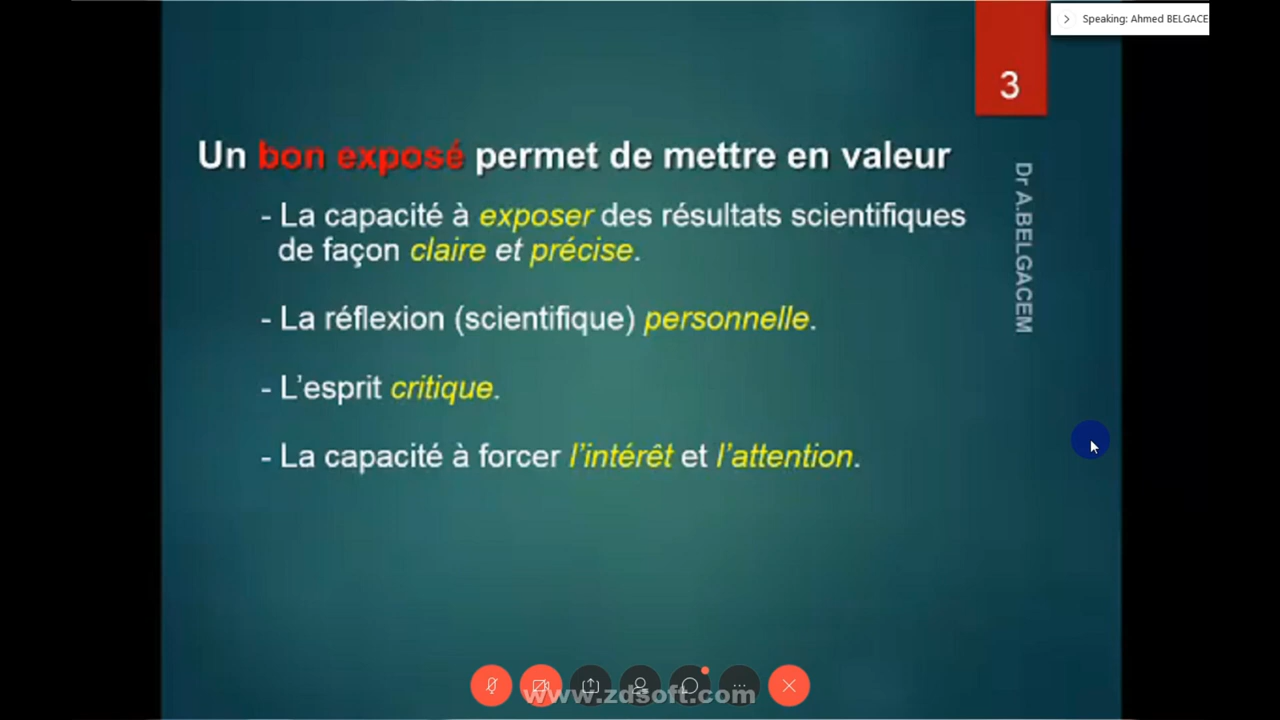 Speaking: Ahmed BELGACE
3
Un bon exposé permet de mettre en valeur
- La capacité à exposer des résultats scientifiques
de façon claire et précise.
- La réflexion (scientifique) personnelle.
- L’esprit critique.
- La capacité à forcer l’intérêt et l’attention.
Dr A.BELGACEM
www.zdsoft.com